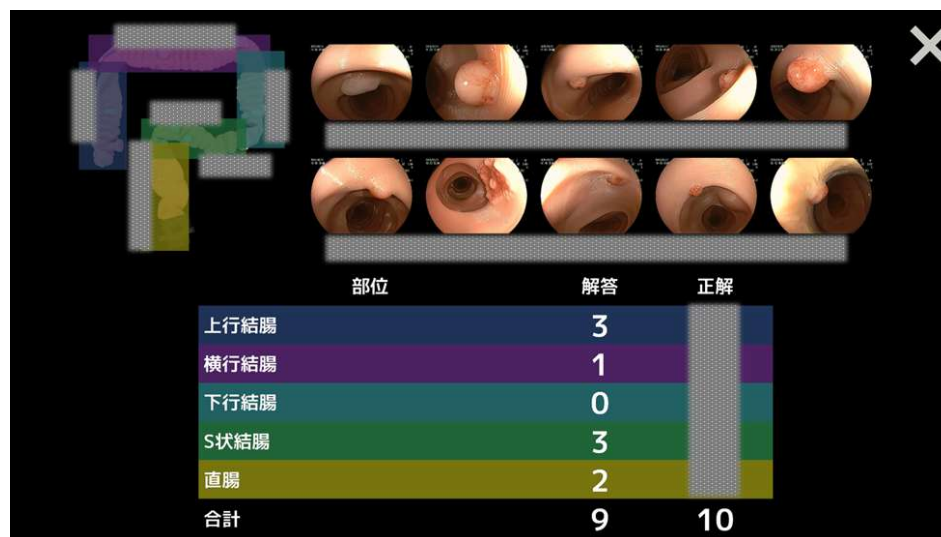 部位 解答 正解
上行結腸 3
横行結腸 1
下行結腸 0
S状結腸 3
直腸 2
合計 9 10